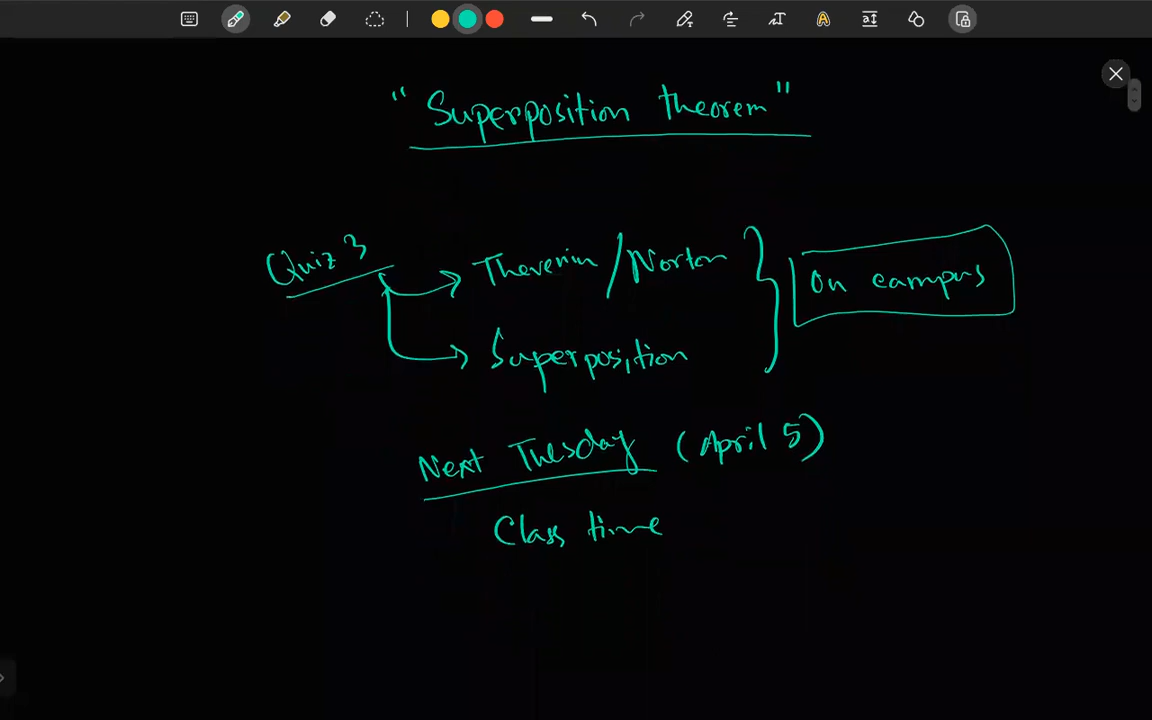 "Superposition theorem"
Quiz 3
Thevenin/Norton
On campus
Superposition
Next Tuesday (April 5)
Class time